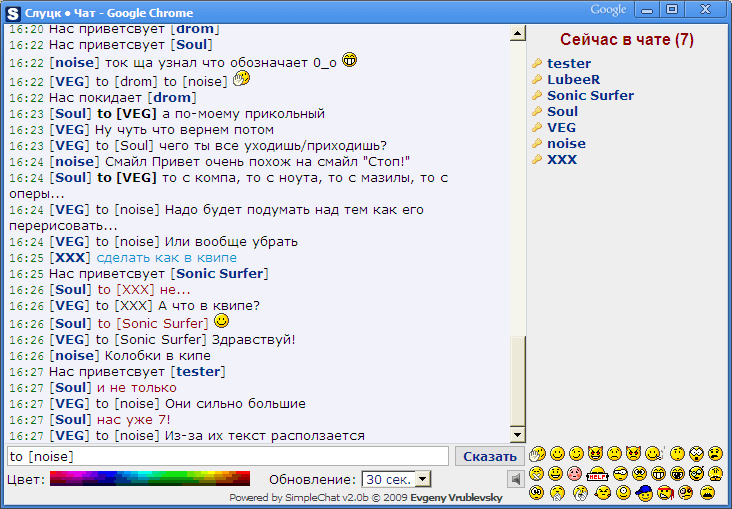 Слуцк • Чат - Google Chrome
Google
16:20 Нас приветсвует [drom]
16:22 Нас приветсвует [Soul]
16:22 [noise] ток ща узнал что обозначает 0_о
16:22 [VEG] to [drom] to [noise]
16:22 Нас покидает [drom]
16:23 [Soul] to [VEG] а по-моему прикольный
16:23 [VEG] Ну чуть что вернем потом
16:23 [VEG] to [Soul] чего ты все уходишь/приходишь?
16:24 [noise] Смайл Привет очень похож на смайл "Стоп!"
16:24 [Soul] to [VEG] то с компа, то с ноута, то с мазилы, то с
оперы...
16:24 [VEG] to [noise] Надо будет подумать над тем как его
перерисовать...
16:24 [VEG] to [noise] Или вообще убрать
16:24 [XXX] сделать как в квипе
16:25 Нас приветсвует [Sonic Surfer]
16:26 [Soul] to [XXX] не...
16:26 [VEG] to [XXX] А что в квипе?
16:26 [Soul] to [Sonic Surfer]
16:26 [VEG] to [Sonic Surfer] Здравствуй!
16:26 [noise] Колобки в кипе
16:27 Нас приветсвует [tester]
16:27 [Soul] и не только
16:27 [VEG] to [noise] Они сильно большие
16:27 [Soul] нас уже 7!
16:27 [VEG] to [noise] Из-за их текст расползается
Сейчас в чате (7)
tester
LubeeR
Sonic Surfer
Soul
VEG
noise
XXX
to [noise]
Сказать
Цвет:
Обновление: 30 сек.
HELP
Powered by SimpleChat v2.0b © 2009 Evgeny Vrublevsky